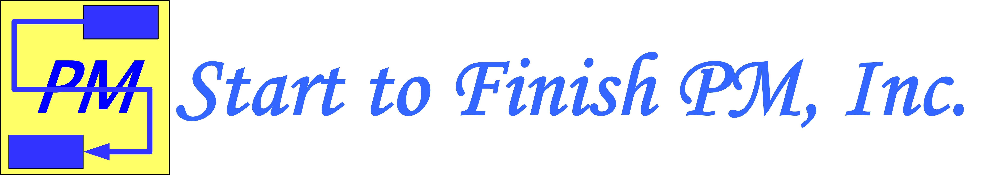 PM
Start to Finish PM, Inc.